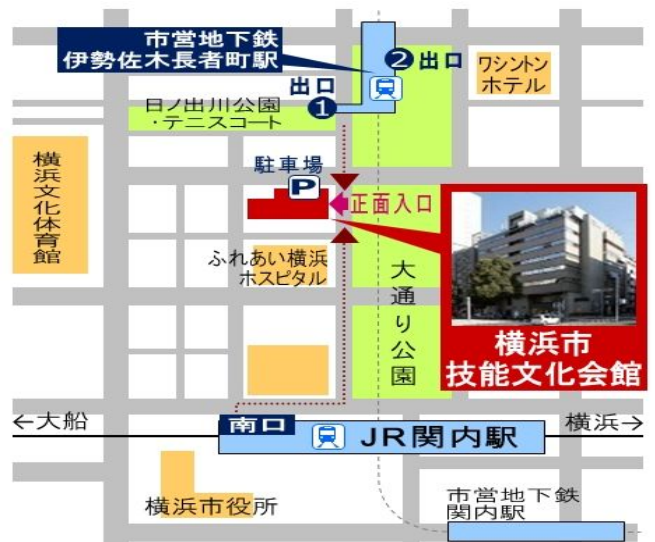 市営地下鉄
伊勢佐木長者町駅
❷出口
ワシントン
ホテル
出口
❶
日ノ出川公園
・テニスコート
横浜文化体育館
駐車場
P
正面入口
ふれあい横浜
ホスピタル
大通り公園
横浜市
技能文化会館
←大船
南口
JR関内駅
横浜→
横浜市役所
市営地下鉄
関内駅